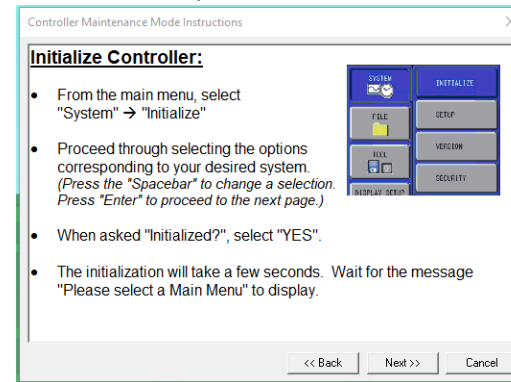 Controller Maintenance Mode Instructions
Initialize Controller:
• From the main menu, select
"System" → "Initialize"
• Proceed through selecting the options
corresponding to your desired system.
(Press the "Spacebar" to change a selection.
Press "Enter" to proceed to the next page.)
• When asked "Initialized?", select "YES".
• The initialization will take a few seconds. Wait for the message
"Please select a Main Menu" to display.
SYSTEM
INITIALIZE
FILE
SETUP
VERSION
SECURITY
DISPLAY SETUP
<< Back
Next >>
Cancel